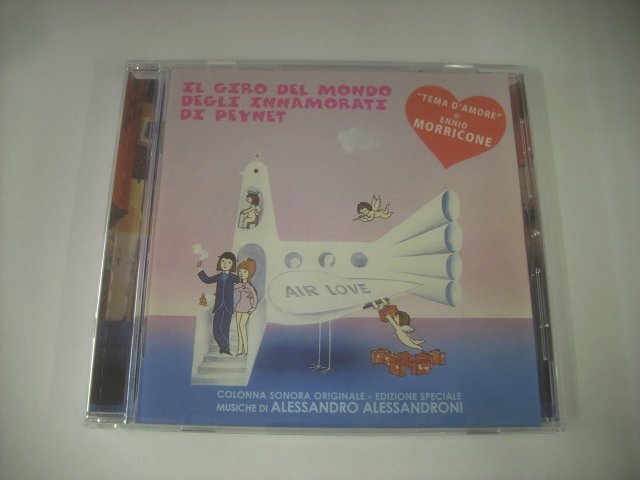 IL GIRO DEL MONDO
DEGLI INNAMORATI
DI PEYNET
"TEMA D'AMORE"
di
ENNIO
MORRICONE
AIR LOVE
COLONNA SONORA ORIGINALE - EDIZIONE SPECIALE
MUSICHE DI ALESSANDRO ALESSANDRONI